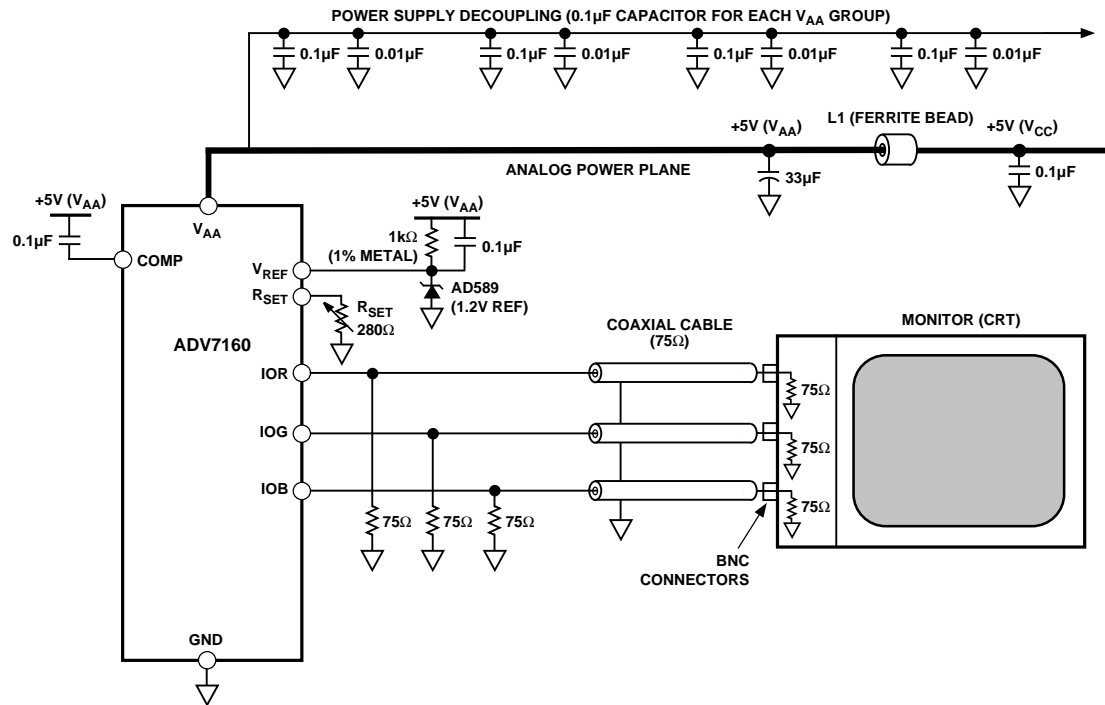 POWER SUPPLY DECOUPLING (0.1µF CAPACITOR FOR EACH VAA GROUP)
0.1µF
0.01µF
0.1µF
0.01µF
0.1µF
0.01µF
0.1µF
0.01µF
L1 (FERRITE BEAD)
+5V (VAA)
+5V (VCC)
ANALOG POWER PLANE
33µF
0.1µF
+5V (VAA)
0.1µF
VAA
COMP
+5V (VAA)
1kΩ
(1% METAL)
0.1µF
VREF
AD589
(1.2V REF)
RSET
RSET
280Ω
ADV7160
COAXIAL CABLE
(75Ω)
MONITOR (CRT)
IOR
75Ω
IOG
75Ω
IOB
75Ω
75Ω
75Ω
75Ω
BNC
CONNECTORS
GND